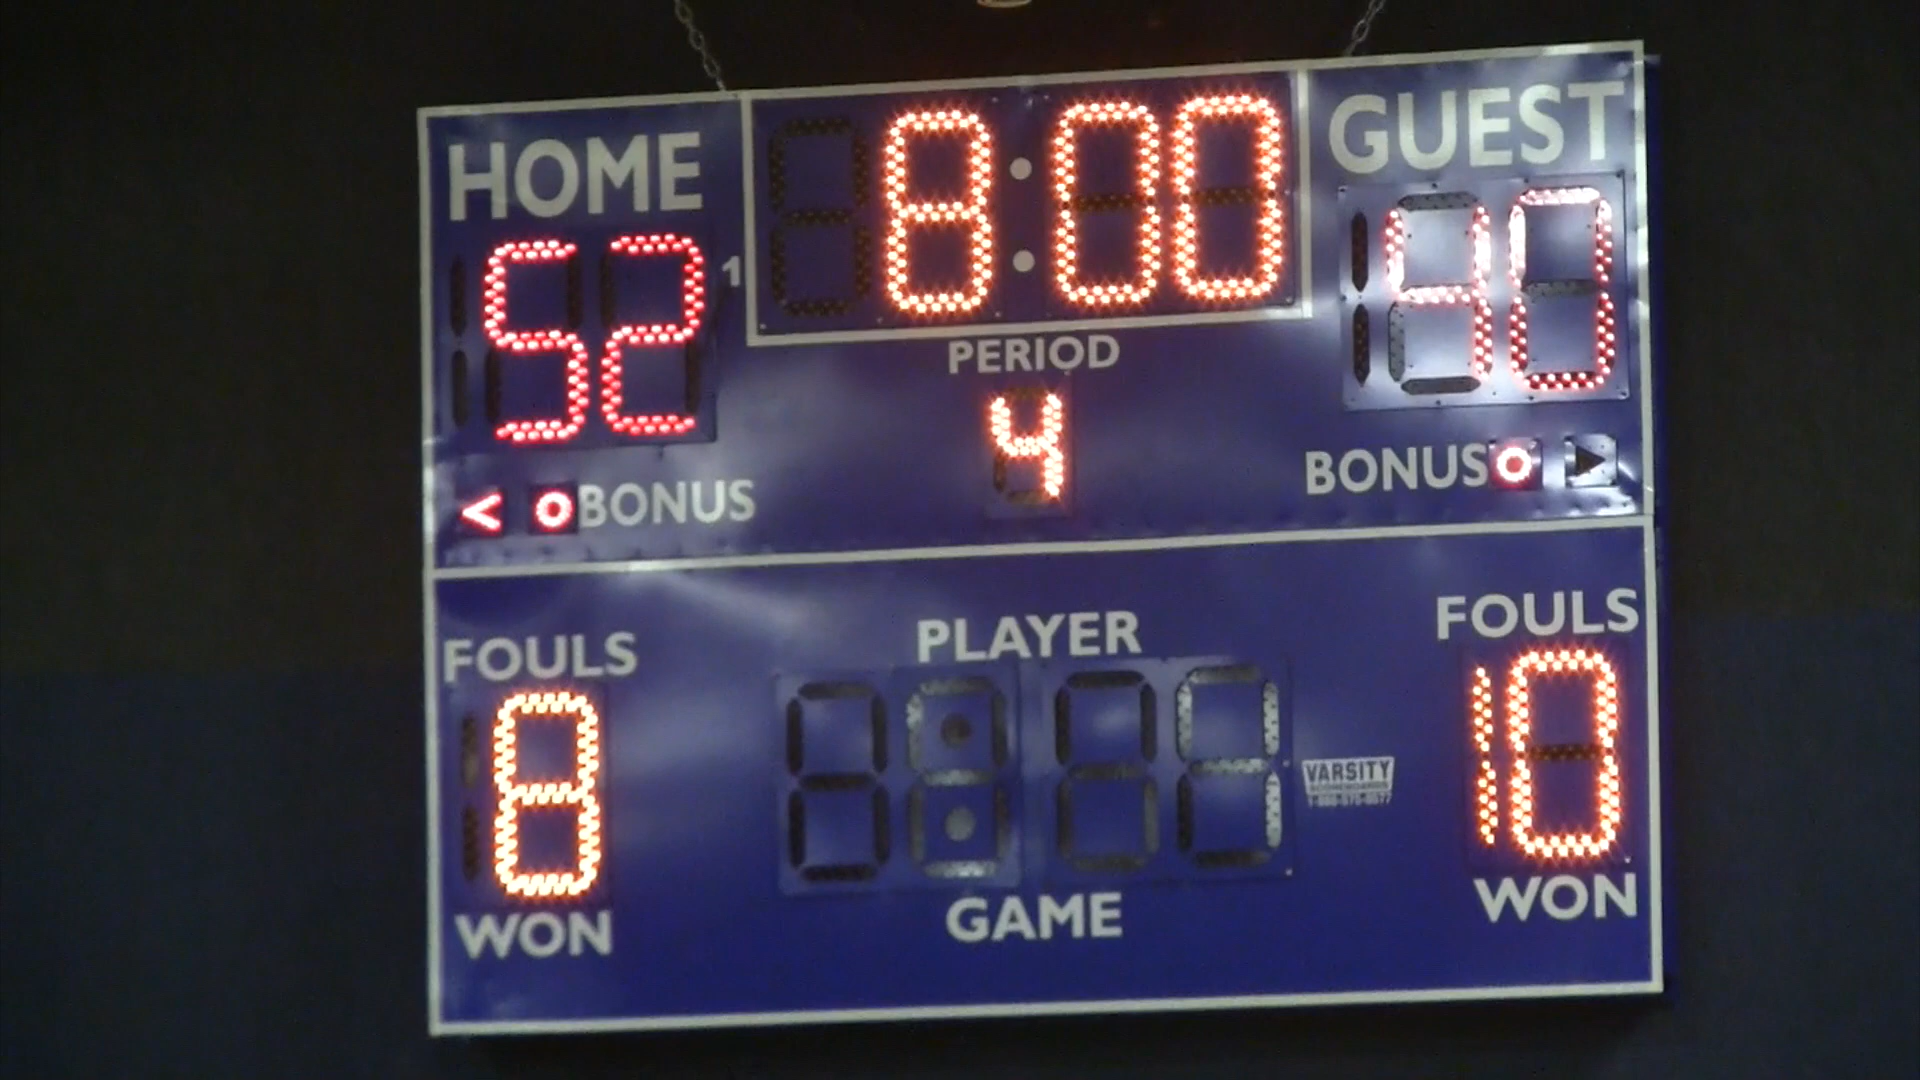 HOME 8:00 GUEST
52 1 40
PERIOD
4
< BONUS BONUS
FOULS PLAYER FOULS
8 10
VARSITY
SCOREBOARDS
WON GAME WON